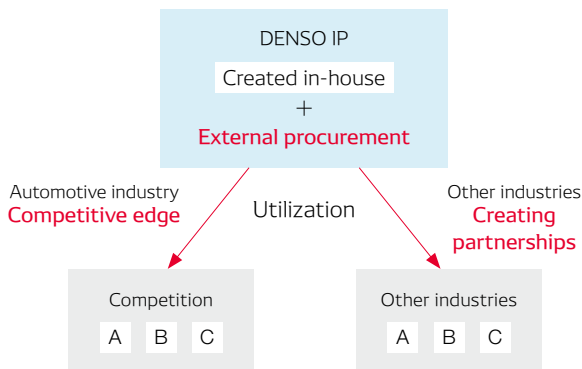 DENSO IP
Created in-house
+
External procurement
Automotive industry
Competitive edge
Utilization
Other industries
Creating
partnerships
Competition
A B C
Other industries
A B C